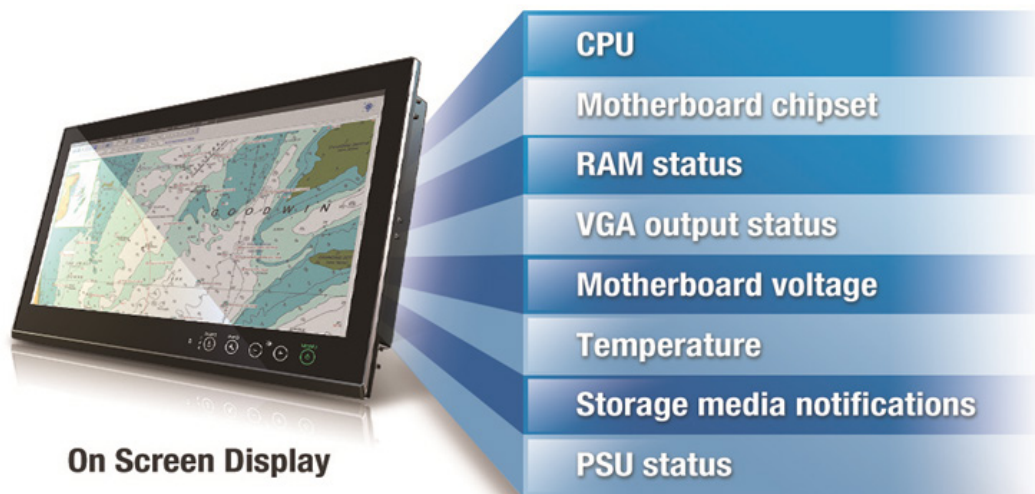 CPU
Motherboard chipset
RAM status
VGA output status
Motherboard voltage
Temperature
Storage media notifications
PSU status
GOODWIN
On Screen Display